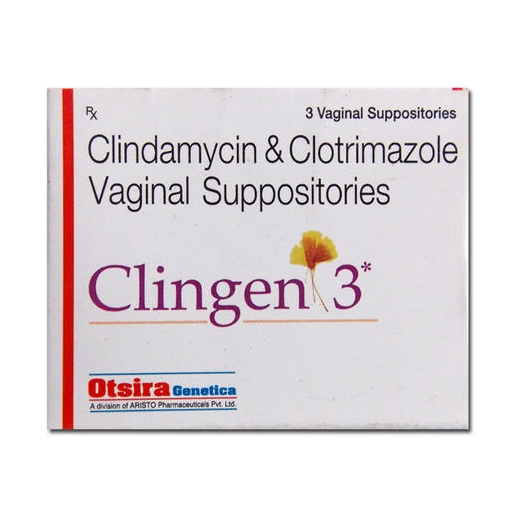 Rx
3 Vaginal Suppositories
Clindamycin & Clotrimazole
Vaginal Suppositories
Clingen 3*
Otsira Genetica
A division of ARISTO Pharmaceuticals Pvt. Ltd.